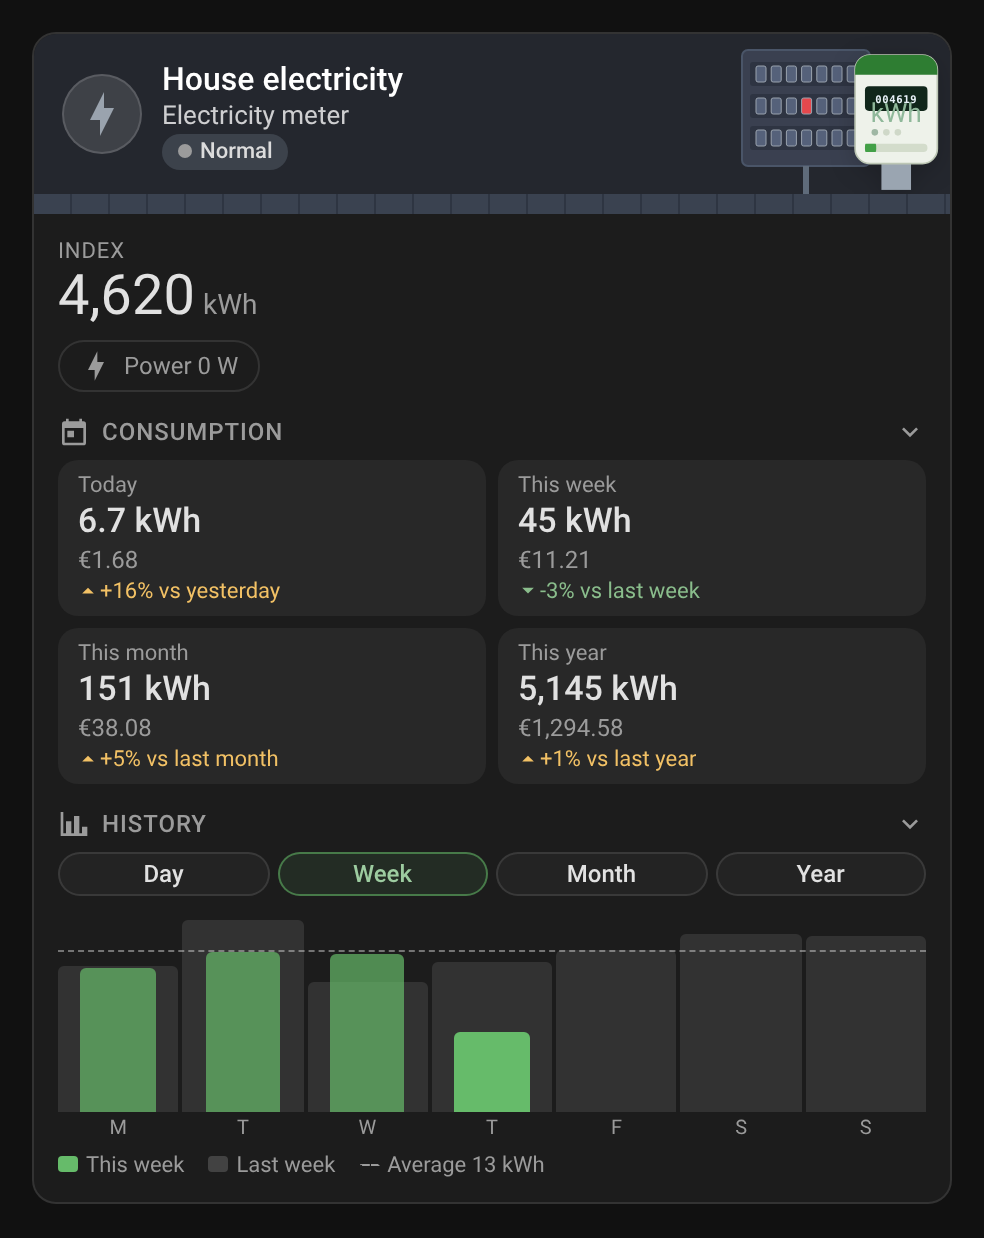 House electricity
Electricity meter
Normal
004619
kWh
INDEX
4,620 kWh
Power 0 W
CONSUMPTION
Today
6.7 kWh
€1.68
+16% vs yesterday
This week
45 kWh
€11.21
-3% vs last week
This month
151 kWh
€38.08
+5% vs last month
This year
5,145 kWh
€1,294.58
+1% vs last year
HISTORY
Day Week Month Year
M T W T F S S
This week Last week Average 13 kWh